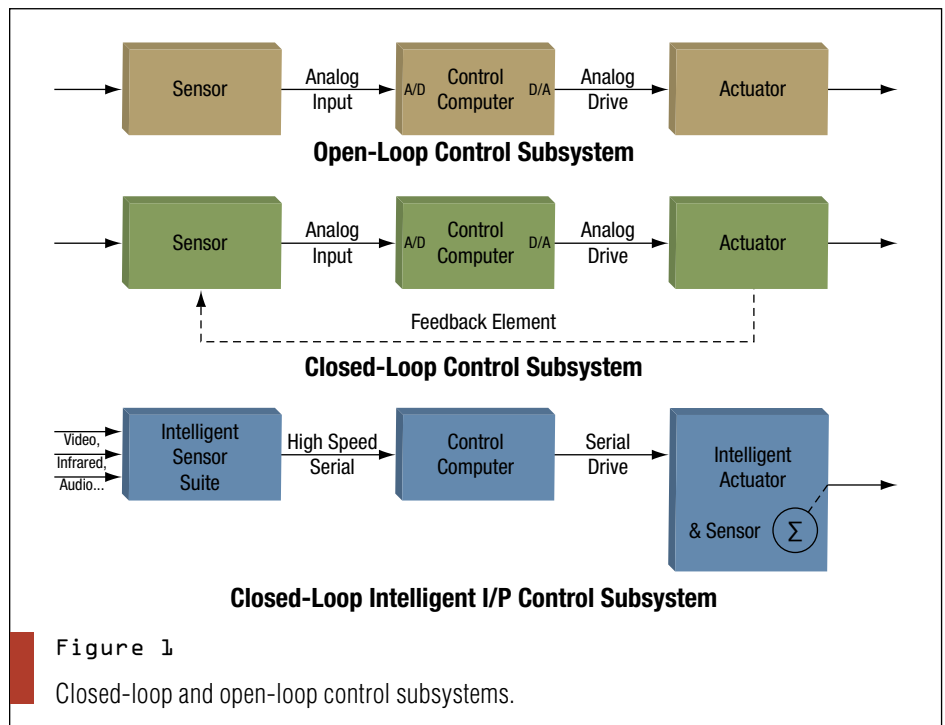 Sensor
Analog
Input
A/D
Control
Computer
D/A
Analog
Drive
Actuator
Open-Loop Control Subsystem
Sensor
Analog
Input
A/D
Control
Computer
D/A
Analog
Drive
Actuator
Feedback Element
Closed-Loop Control Subsystem
Video,
Infrared,
Audio...
Intelligent
Sensor
Suite
High Speed
Serial
Control
Computer
Serial
Drive
Intelligent
Actuator
& Sensor Σ
Closed-Loop Intelligent I/P Control Subsystem
Figure 1
Closed-loop and open-loop control subsystems.